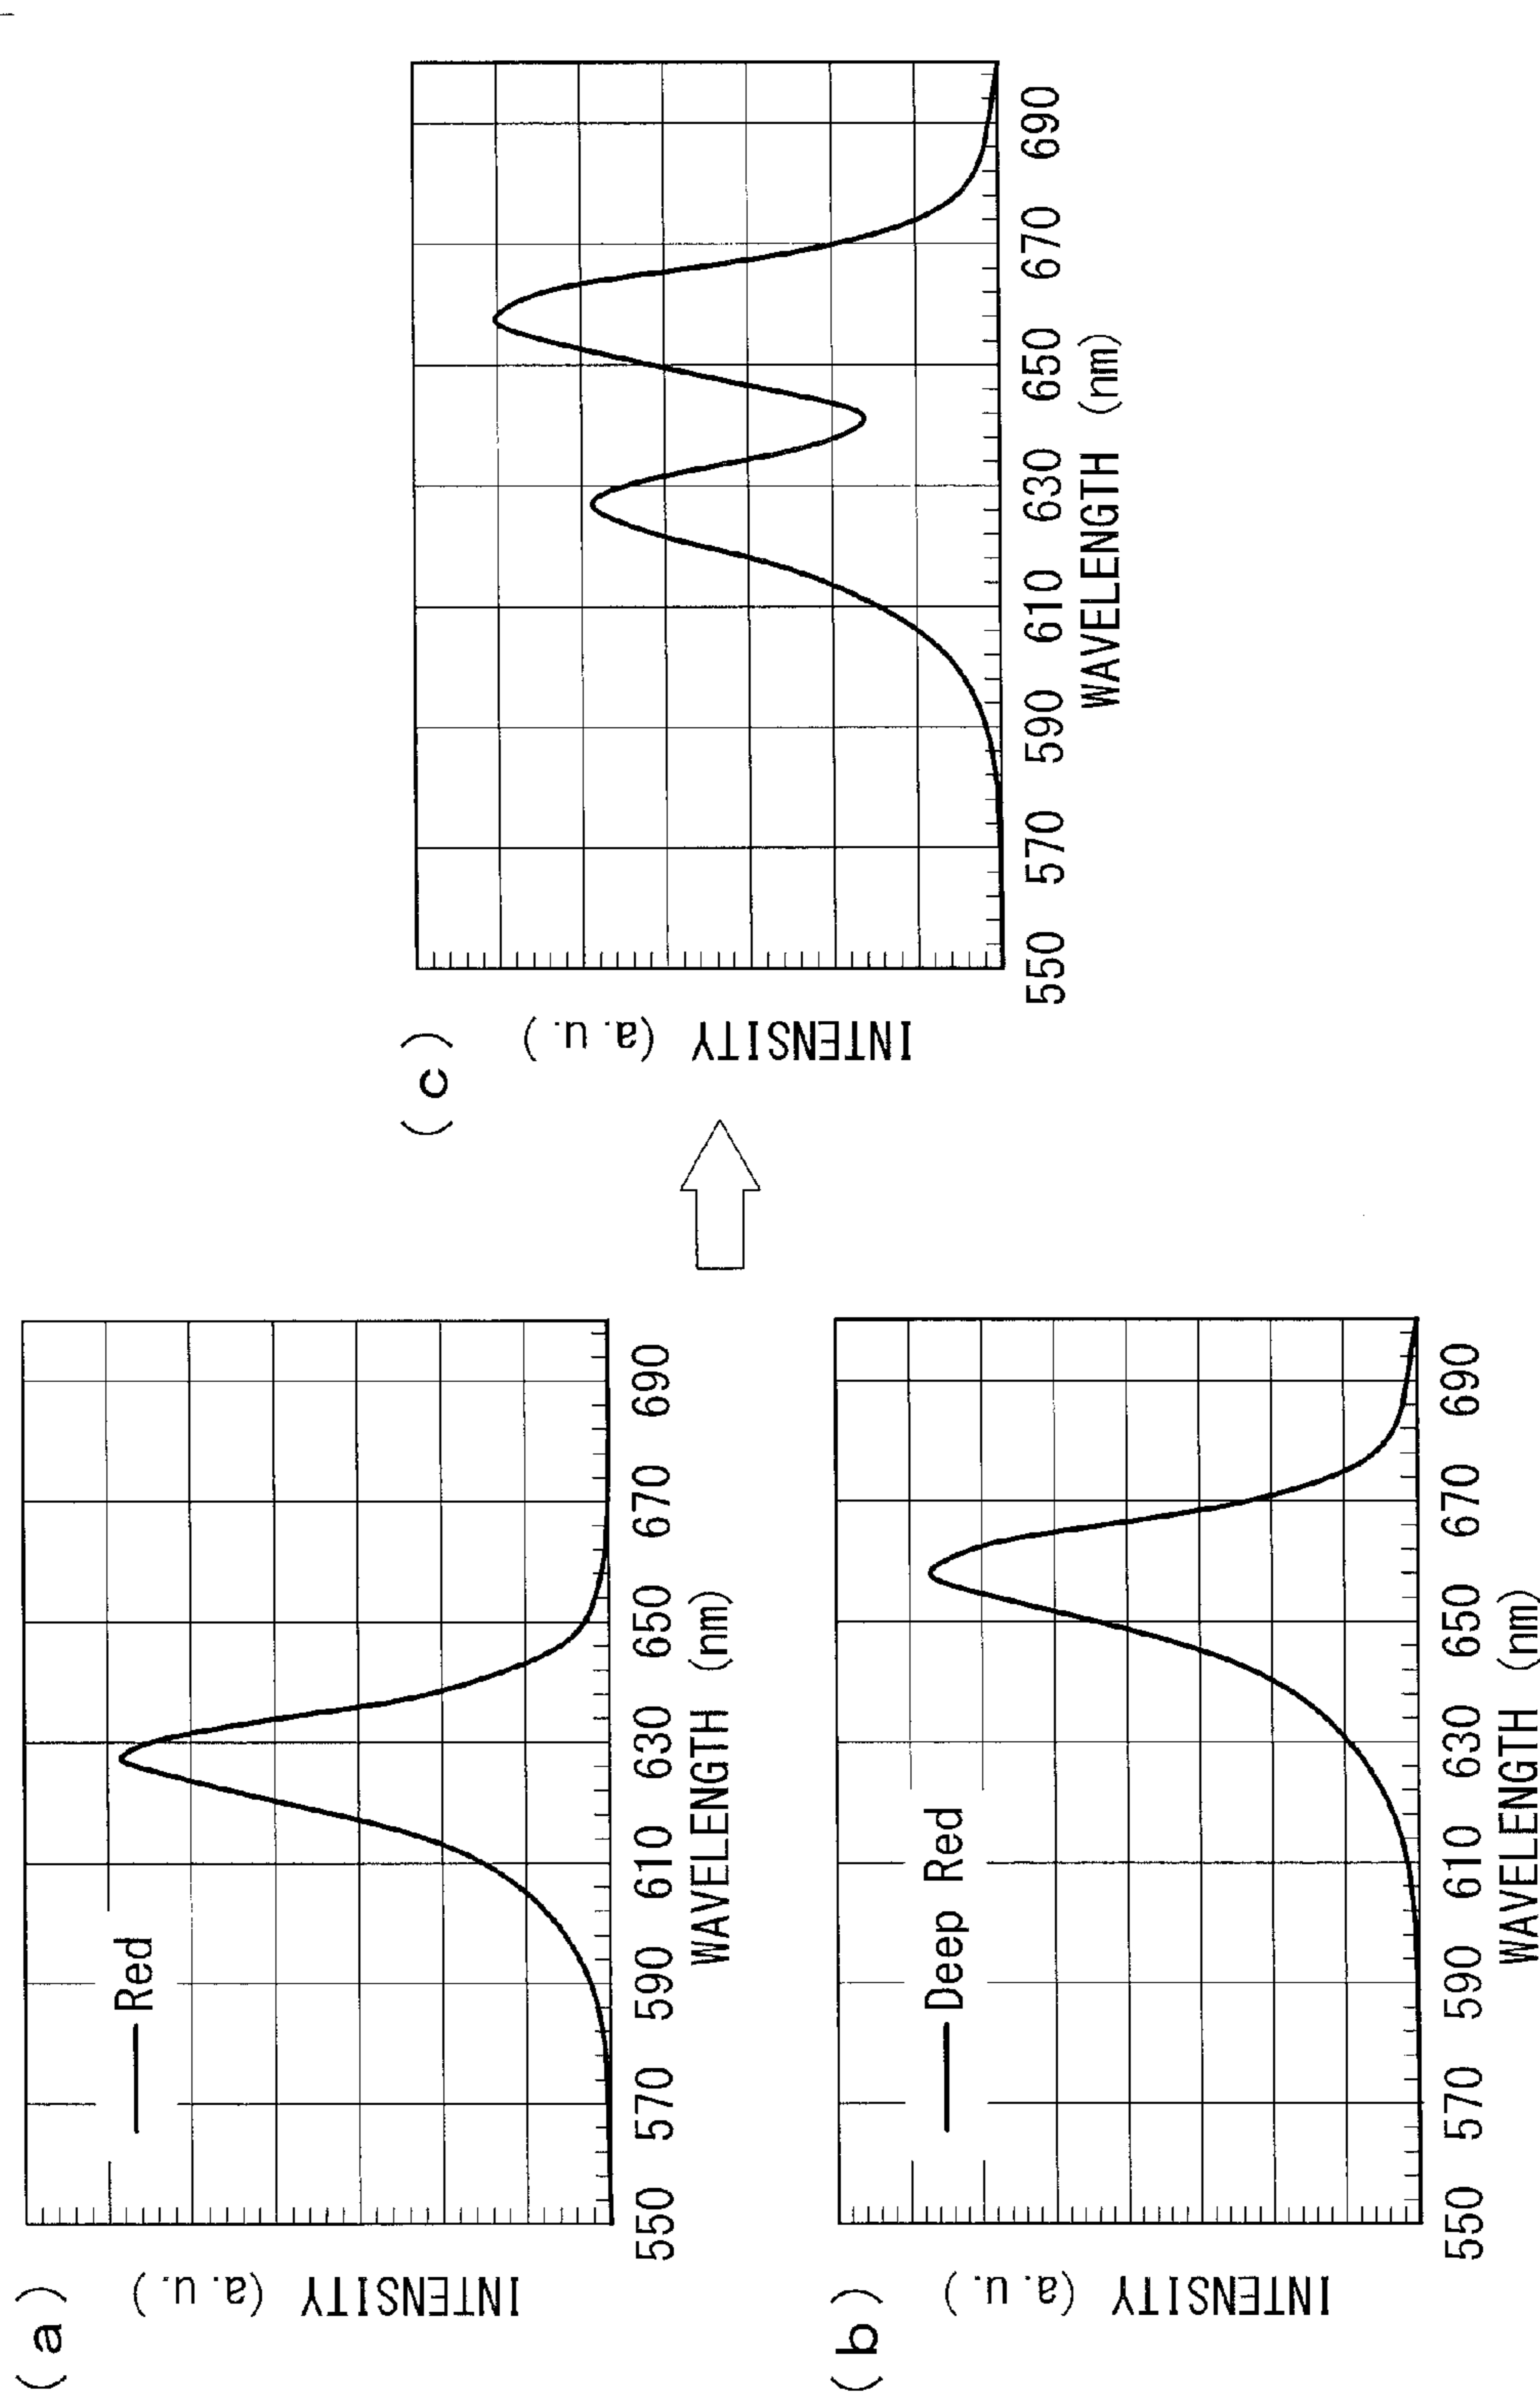 (a)
INTENSITY (a.u.)
Red
550 570 590 610 630 650 670 690
WAVELENGTH (nm)
(b)
INTENSITY (a.u.)
Deep Red
550 570 590 610 630 650 670 690
WAVELENGTH (nm)
(c)
INTENSITY (a.u.)
550 570 590 610 630 650 670 690
WAVELENGTH (nm)